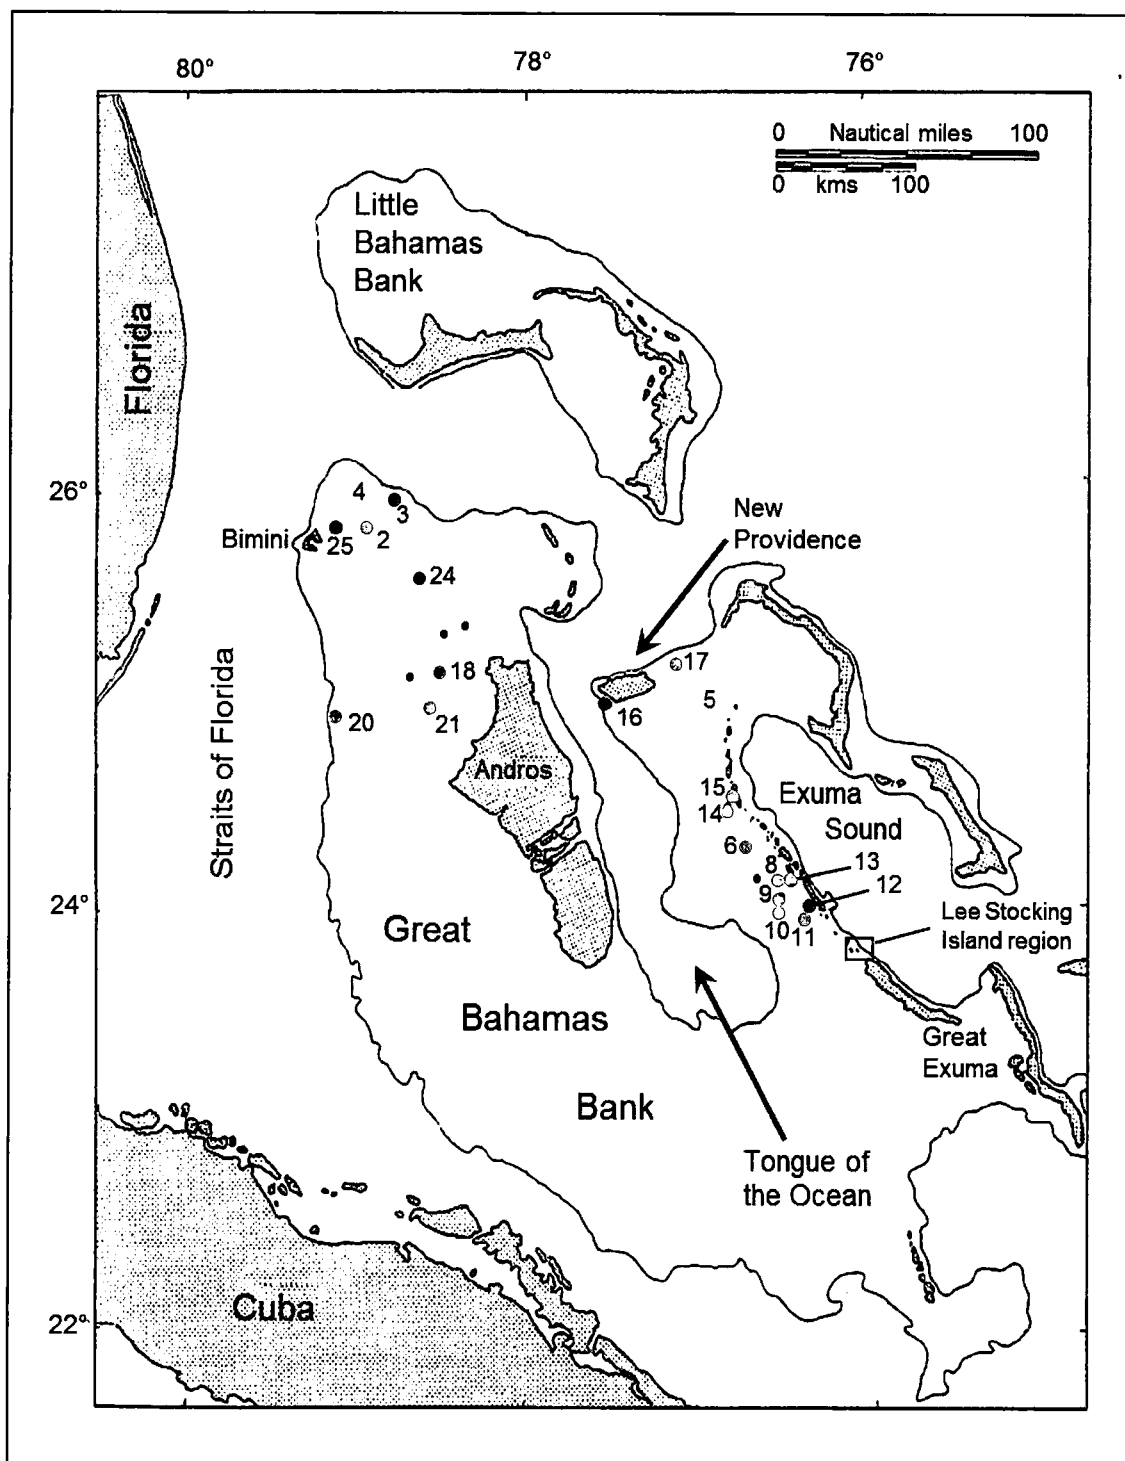 80° 78° 76°
0 Nautical miles 100
0 kms 100
Little
Bahamas
Bank
Florida
26°
4
3
Bimini
25
2
24
New
Providence
18
17
5
16
20
21
Straits of Florida
Andros
15
14
Exuma
Sound
6
8
13
9
12
10
11
24°
Lee Stocking
Island region
Great
Bahamas
Bank
Great
Exuma
Tongue of
the Ocean
Cuba
22°